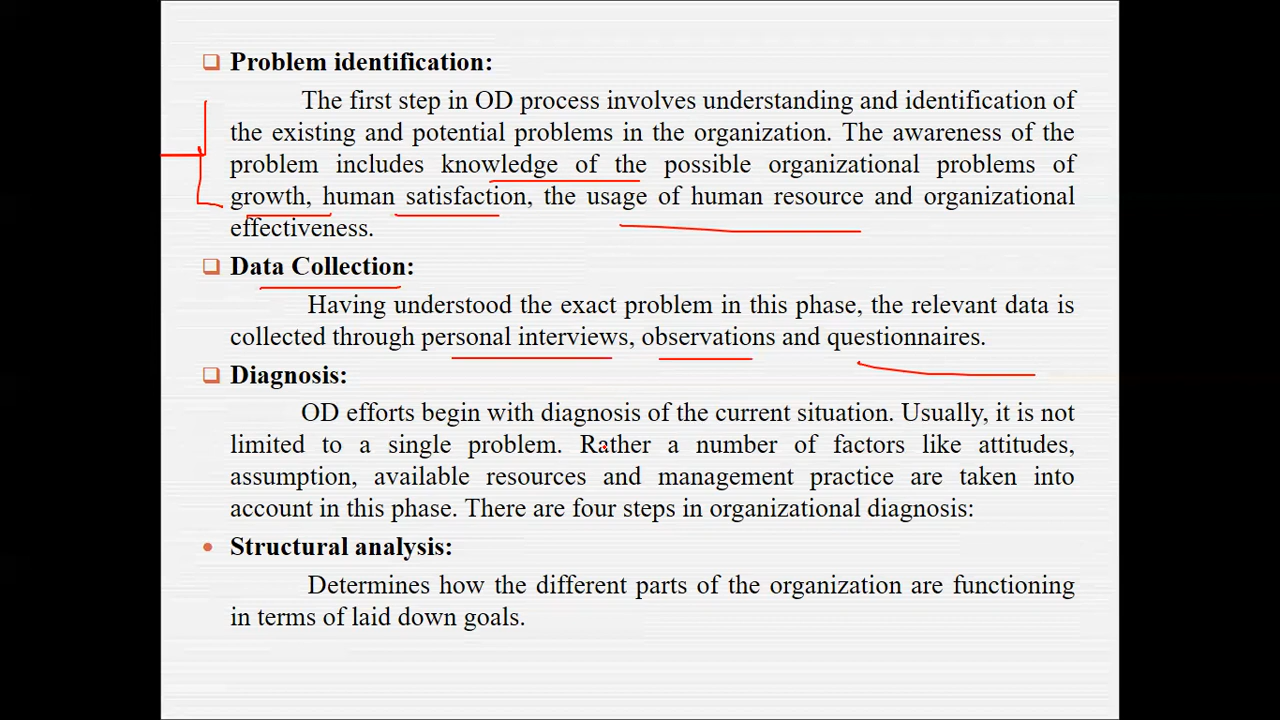 Problem identification:
The first step in OD process involves understanding and identification of
the existing and potential problems in the organization. The awareness of the
problem includes knowledge of the possible organizational problems of
growth, human satisfaction, the usage of human resource and organizational
effectiveness.
Data Collection:
Having understood the exact problem in this phase, the relevant data is
collected through personal interviews, observations and questionnaires.
Diagnosis:
OD efforts begin with diagnosis of the current situation. Usually, it is not
limited to a single problem. Rather a number of factors like attitudes,
assumption, available resources and management practice are taken into
account in this phase. There are four steps in organizational diagnosis:
Structural analysis:
Determines how the different parts of the organization are functioning
in terms of laid down goals.